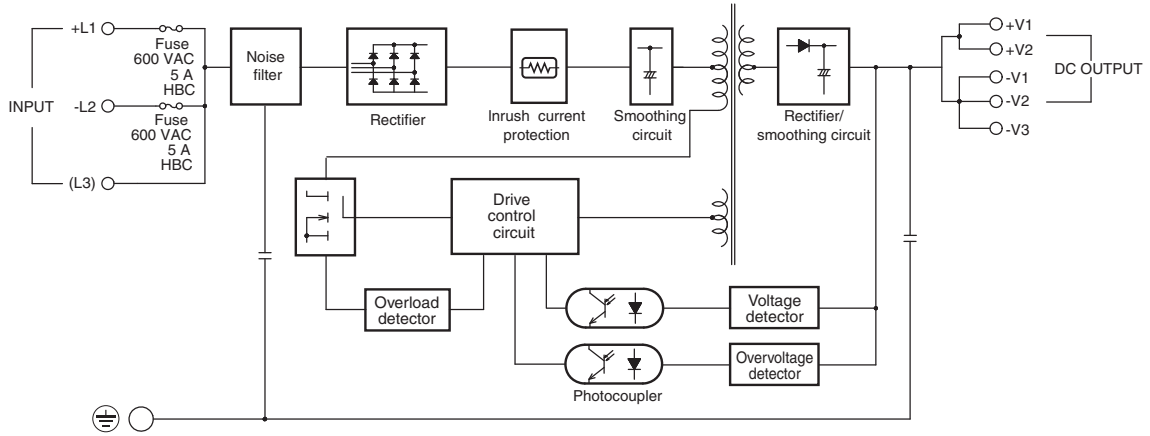 INPUT
+L1
Fuse
600 VAC
5 A
HBC
-L2
Fuse
600 VAC
5 A
HBC
(L3)
Noise
filter
Rectifier
Inrush current
protection
Smoothing
circuit
Rectifier/
smoothing circuit
+V1
+V2
-V1
-V2
-V3
DC OUTPUT
Drive
control
circuit
Overload
detector
Voltage
detector
Overvoltage
detector
Photocoupler